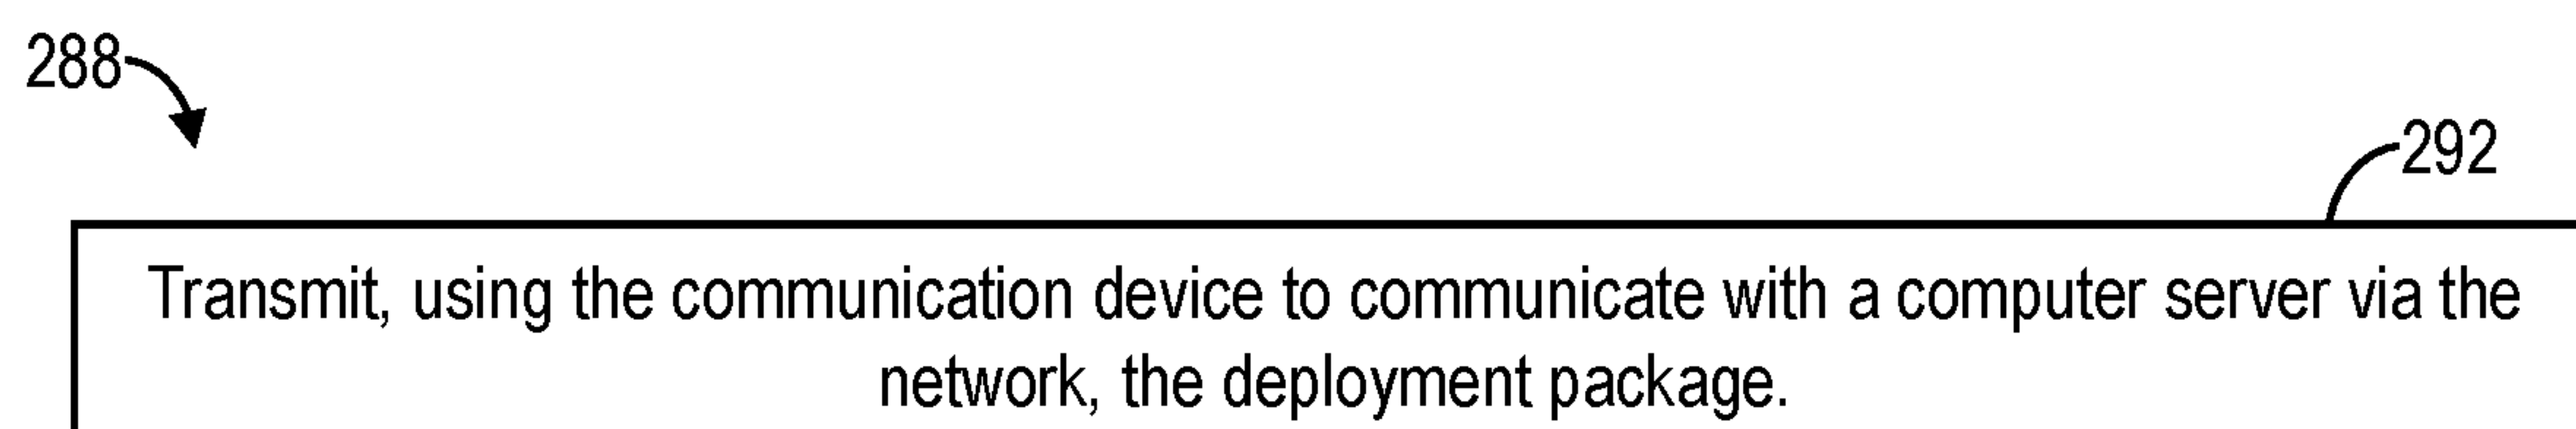 288
292
Transmit, using the communication device to communicate with a computer server via the
network, the deployment package.